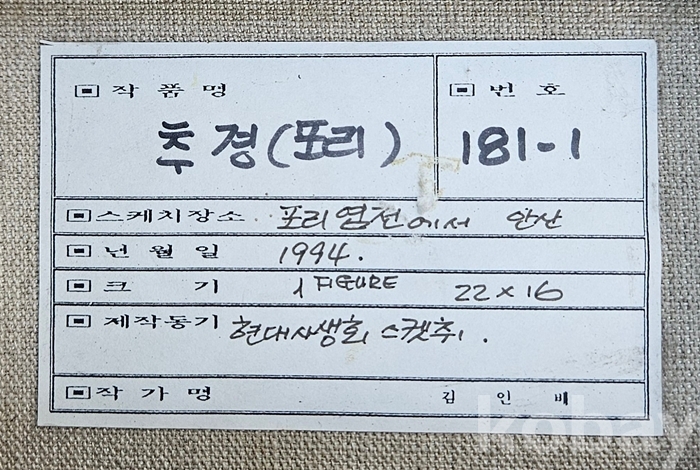 ▣ 작 품 명
추경(포리)
▣ 번 호
181-1
▣ 스케치장소 포리염전에서 안산
▣ 년 월 일 1994.
▣ 크 기 1 FIGURE 22×16
▣ 제작동기 현대사생회 스켓취.
▣ 작 가 명 김 인 배
kobay